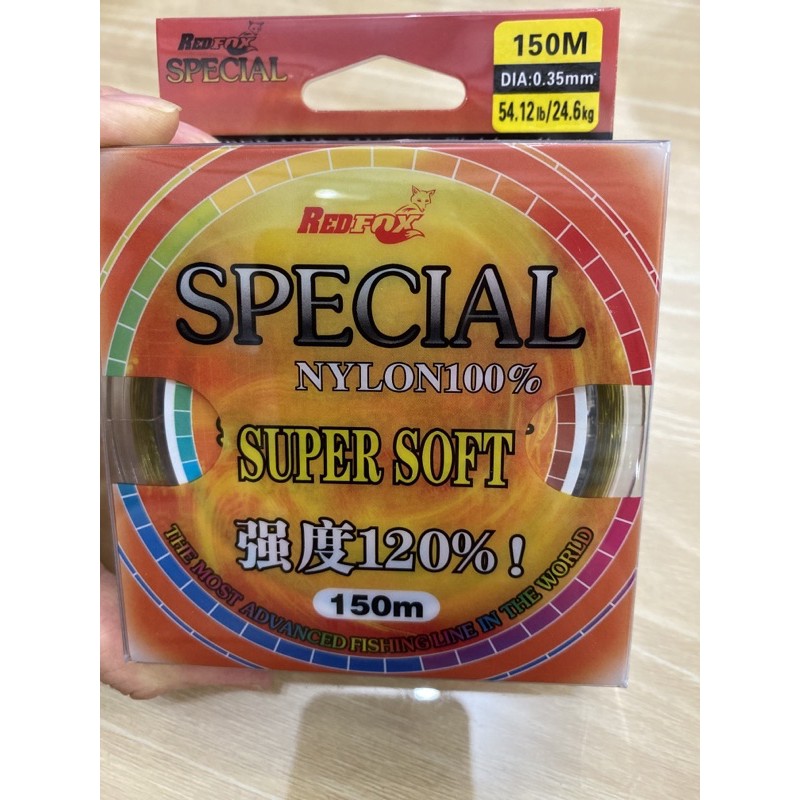 REDFOX
SPECIAL
150M
DIA:0.35mm
54.12lb/24.6kg
REDFOX
SPECIAL
NYLON100%
SUPER SOFT
强度120%!
150m
THE MOST ADVANCED FISHING LINE IN THE WORLD